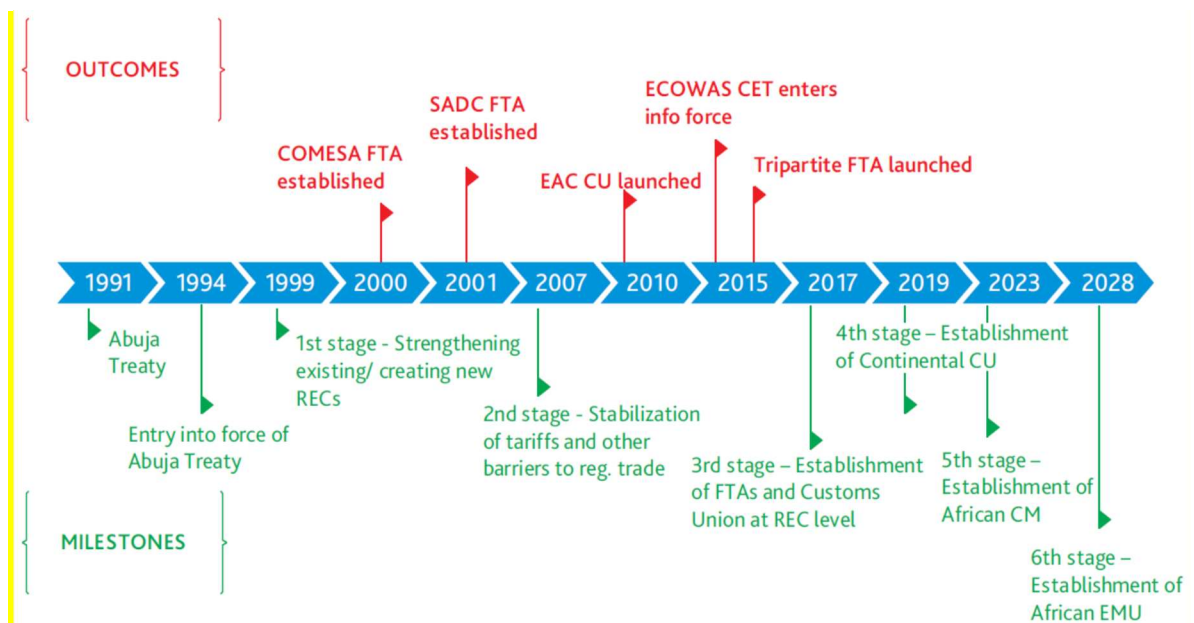 OUTCOMES
COMESA FTA
established
SADC FTA
established
EAC CU launched
ECOWAS CET enters
info force
Tripartite FTA launched
1991
1994
1999
2000
2001
2007
2010
2015
2017
2019
2023
2028
Abuja
Treaty
Entry into force of
Abuja Treaty
1st stage - Strengthening
existing/ creating new
RECs
2nd stage - Stabilization
of tariffs and other
barriers to reg. trade
3rd stage – Establishment
of FTAs and Customs
Union at REC level
4th stage – Establishment
of Continental CU
5th stage –
Establishment of
African CM
6th stage –
Establishment of
African EMU
MILESTONES